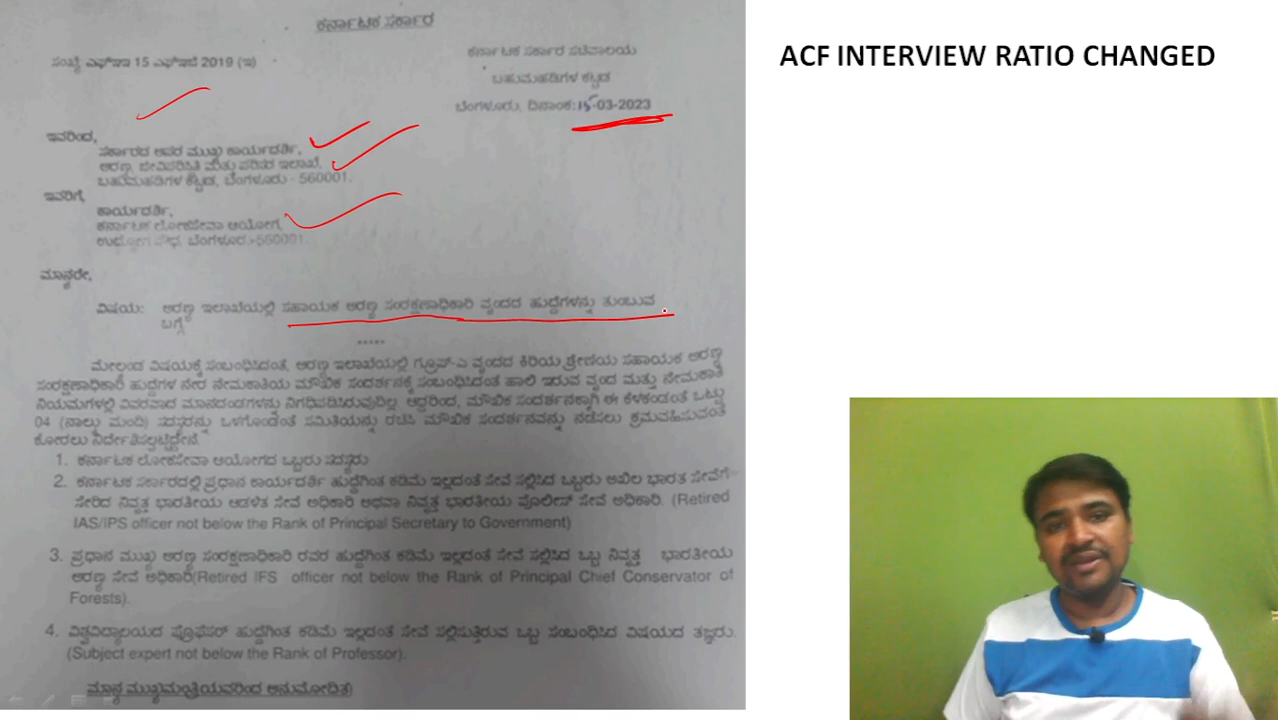 ಕರ್ನಾಟಕ ಸರ್ಕಾರ
ಸಂಖ್ಯೆ ಎಫ್ಇಇ 15 ಎಫ್ಇಜಿ 2019 (ಇ)
ಕರ್ನಾಟಕ ಸರ್ಕಾರ ಸಚಿವಾಲಯ
ಬಹುಮಹಡಿಗಳ ಕಟ್ಟಡ
ಬೆಂಗಳೂರು, ದಿನಾಂಕ:15-03-2023
ACF INTERVIEW RATIO CHANGED
ಇವರಿಂದ,
ಸರ್ಕಾರದ ಅಪರ ಮುಖ್ಯ ಕಾರ್ಯದರ್ಶಿ,
ಅರಣ್ಯ, ಜೀವಿಪರಿಸ್ಥಿತಿ ಮತ್ತು ಪರಿಸರ ಇಲಾಖೆ,
ಬಹುಮಹಡಿಗಳ ಕಟ್ಟಡ, ಬೆಂಗಳೂರು - 560001.
ಇವರಿಗೆ,
ಕಾರ್ಯದರ್ಶಿ,
ಕರ್ನಾಟಕ ಲೋಕಸೇವಾ ಆಯೋಗ,
ಉದ್ಯೋಗ ಸೌಧ, ಬೆಂಗಳೂರು-560001.
ಮಾನ್ಯರೇ,
ವಿಷಯ: ಅರಣ್ಯ ಇಲಾಖೆಯಲ್ಲಿ ಸಹಾಯಕ ಅರಣ್ಯ ಸಂರಕ್ಷಣಾಧಿಕಾರಿ ವೃಂದದ ಹುದ್ದೆಗಳನ್ನು ತುಂಬುವ
ಬಗ್ಗೆ
*****
ಮೇಲ್ಕಂಡ ವಿಷಯಕ್ಕೆ ಸಂಬಂಧಿಸಿದಂತೆ, ಅರಣ್ಯ ಇಲಾಖೆಯಲ್ಲಿ ಗ್ರೂಪ್-ಎ ವೃಂದದ ಕಿರಿಯ ಶ್ರೇಣಿಯ ಸಹಾಯಕ ಅರಣ್ಯ
ಸಂರಕ್ಷಣಾಧಿಕಾರಿ ಹುದ್ದೆಗಳ ನೇರ ನೇಮಕಾತಿಯ ಮೌಖಿಕ ಸಂದರ್ಶನಕ್ಕೆ ಸಂಬಂಧಿಸಿದಂತೆ ಹಾಲಿ ಇರುವ ವೃಂದ ಮತ್ತು ನೇಮಕಾತಿ
ನಿಯಮಗಳಲ್ಲಿ ವಿವರವಾದ ಮಾನದಂಡಗಳನ್ನು ನಿಗಧಿಪಡಿಸಿರುವುದಿಲ್ಲ. ಆದ್ದರಿಂದ, ಮೌಖಿಕ ಸಂದರ್ಶನಕ್ಕಾಗಿ ಈ ಕೆಳಕಂಡಂತೆ ಒಟ್ಟು
04 (ನಾಲ್ಕು ಮಂದಿ) ಸದಸ್ಯರನ್ನು ಒಳಗೊಂಡಂತೆ ಸಮಿತಿಯನ್ನು ರಚಿಸಿ ಮೌಖಿಕ ಸಂದರ್ಶನವನ್ನು ನಡೆಸಲು ಕ್ರಮವಹಿಸುವಂತೆ
ಕೋರಲು ನಿರ್ದೇಶಿಸಲ್ಪಟ್ಟಿದ್ದೇನೆ.
1. ಕರ್ನಾಟಕ ಲೋಕಸೇವಾ ಆಯೋಗದ ಒಬ್ಬರು ಸದಸ್ಯರು
2. ಕರ್ನಾಟಕ ಸರ್ಕಾರದಲ್ಲಿ ಪ್ರಧಾನ ಕಾರ್ಯದರ್ಶಿ ಹುದ್ದೆಗಿಂತ ಕಡಿಮೆ ಇಲ್ಲದಂತೆ ಸೇವೆ ಸಲ್ಲಿಸಿದ ಒಬ್ಬರು ಅಖಿಲ ಭಾರತ ಸೇವೆಗೆ
ಸೇರಿದ ನಿವೃತ್ತ ಭಾರತೀಯ ಆಡಳಿತ ಸೇವೆ ಅಧಿಕಾರಿ ಅಥವಾ ನಿವೃತ್ತ ಭಾರತೀಯ ಪೊಲೀಸ್ ಸೇವೆ ಅಧಿಕಾರಿ. (Retired
IAS/IPS officer not below the Rank of Principal Secretary to Government)
3. ಪ್ರಧಾನ ಮುಖ್ಯ ಅರಣ್ಯ ಸಂರಕ್ಷಣಾಧಿಕಾರಿ ರವರ ಹುದ್ದೆಗಿಂತ ಕಡಿಮೆ ಇಲ್ಲದಂತೆ ಸೇವೆ ಸಲ್ಲಿಸಿದ ಒಬ್ಬ ನಿವೃತ್ತ ಭಾರತೀಯ
ಅರಣ್ಯ ಸೇವೆ ಅಧಿಕಾರಿ(Retired IFS officer not below the Rank of Principal Chief Conservator of
Forests).
4. ವಿಶ್ವವಿದ್ಯಾಲಯದ ಪ್ರೊಫೆಸರ್ ಹುದ್ದೆಗಿಂತ ಕಡಿಮೆ ಇಲ್ಲದಂತೆ ಸೇವೆ ಸಲ್ಲಿಸುತ್ತಿರುವ ಒಬ್ಬ ಸಂಬಂಧಿಸಿದ ವಿಷಯದ ತಜ್ಞರು.
(Subject expert not below the Rank of Professor).
ಮಾನ್ಯ ಮುಖ್ಯಮಂತ್ರಿಯವರಿಂದ ಅನುಮೋದಿತ